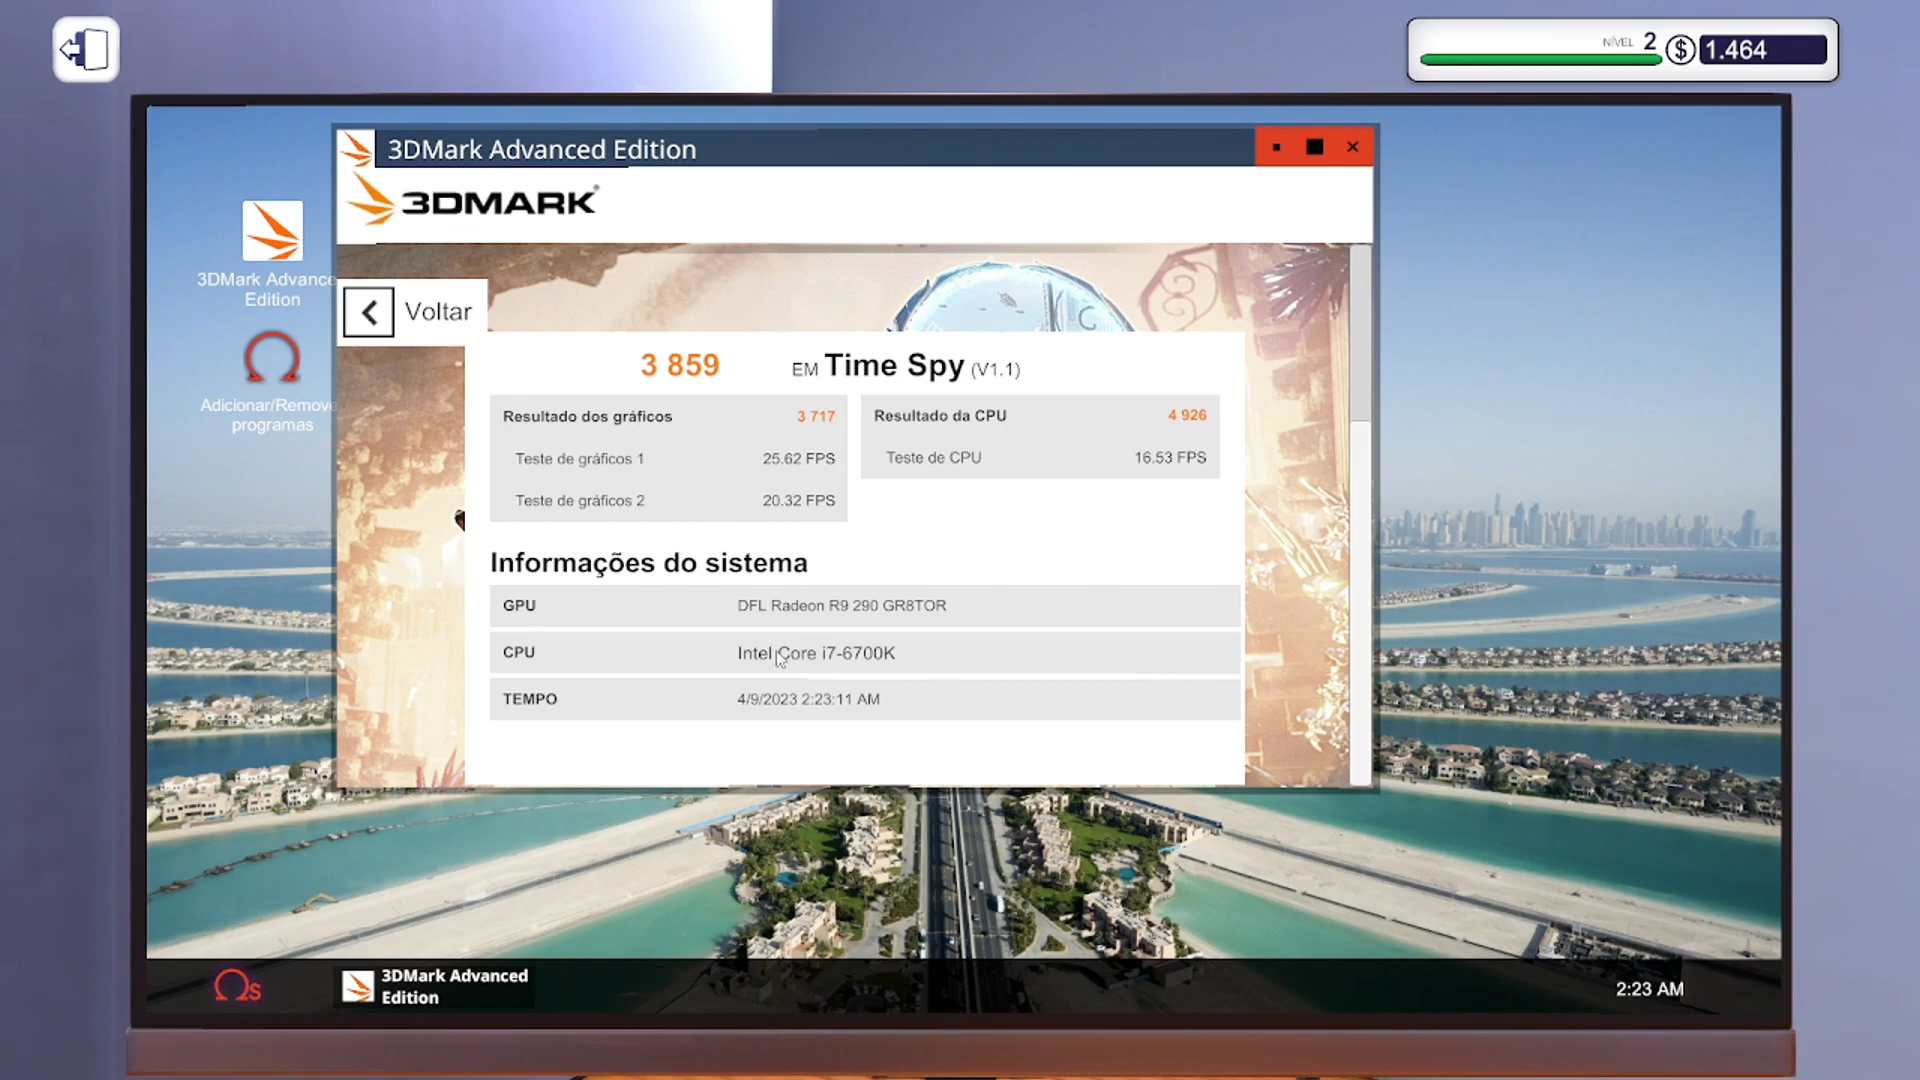 NÍVEL 2 $ 1.464
3DMark Advanced Edition
3DMARK
3DMark Advance
Edition
Voltar
Adicionar/Remove
programas
3 859 EM Time Spy (V1.1)
Resultado dos gráficos 3 717
Teste de gráficos 1 25.62 FPS
Teste de gráficos 2 20.32 FPS
Resultado da CPU 4 926
Teste de CPU 16.53 FPS
Informações do sistema
GPU DFL Radeon R9 290 GR8TOR
CPU Intel Core i7-6700K
TEMPO 4/9/2023 2:23:11 AM
Ωs
3DMark Advanced
Edition
2:23 AM